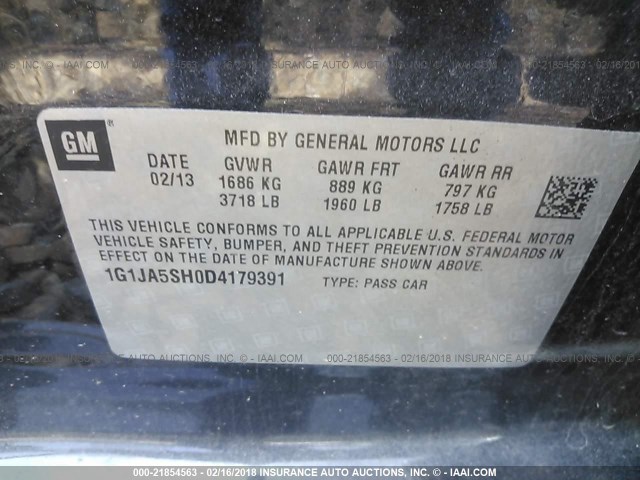 GM
MFD BY GENERAL MOTORS LLC
DATE GVWR GAWR FRT GAWR RR
02/13 1686 KG 889 KG 797 KG
3718 LB 1960 LB 1758 LB
THIS VEHICLE CONFORMS TO ALL APPLICABLE U.S. FEDERAL MOTOR
VEHICLE SAFETY, BUMPER, AND THEFT PREVENTION STANDARDS IN
EFFECT ON THE DATE OF MANUFACTURE SHOWN ABOVE.
1G1JA5SH0D4179391 TYPE: PASS CAR
000-21854563 - 02/16/2018 INSURANCE AUTO AUCTIONS, INC. - © - IAAI.COM